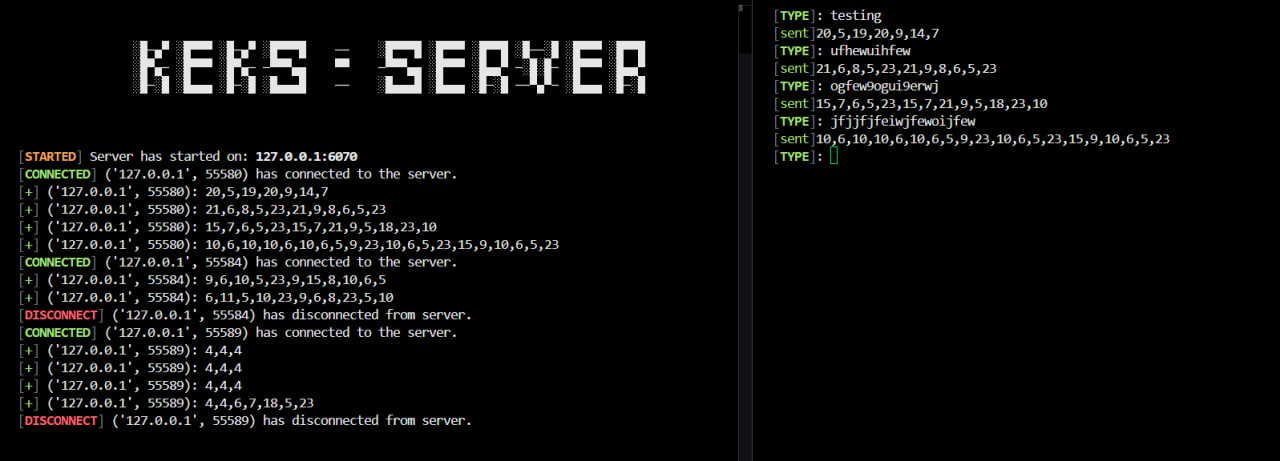 KEKS : SERVER
[STARTED] Server has started on: 127.0.0.1:6070
[CONNECTED] ('127.0.0.1', 55580) has connected to the server.
[+] ('127.0.0.1', 55580): 20,5,19,20,9,14,7
[+] ('127.0.0.1', 55580): 21,6,8,5,23,21,9,8,6,5,23
[+] ('127.0.0.1', 55580): 15,7,6,5,23,15,7,21,9,5,18,23,10
[+] ('127.0.0.1', 55580): 10,6,10,10,6,10,6,5,9,23,10,6,5,23,15,9,10,6,5,23
[CONNECTED] ('127.0.0.1', 55584) has connected to the server.
[+] ('127.0.0.1', 55584): 9,6,10,5,23,9,15,8,10,6,5
[+] ('127.0.0.1', 55584): 6,11,5,10,23,9,6,8,23,5,10
[DISCONNECT] ('127.0.0.1', 55584) has disconnected from server.
[CONNECTED] ('127.0.0.1', 55589) has connected to the server.
[+] ('127.0.0.1', 55589): 4,4,4
[+] ('127.0.0.1', 55589): 4,4,4
[+] ('127.0.0.1', 55589): 4,4,4
[+] ('127.0.0.1', 55589): 4,4,6,7,18,5,23
[DISCONNECT] ('127.0.0.1', 55589) has disconnected from server.
[TYPE]: testing
[sent]20,5,19,20,9,14,7
[TYPE]: ufhewuihfew
[sent]21,6,8,5,23,21,9,8,6,5,23
[TYPE]: ogfew9ogui9erwj
[sent]15,7,6,5,23,15,7,21,9,5,18,23,10
[TYPE]: jfjjfjfeiwjfewoijfew
[sent]10,6,10,10,6,10,6,5,9,23,10,6,5,23,15,9,10,6,5,23
[TYPE]: